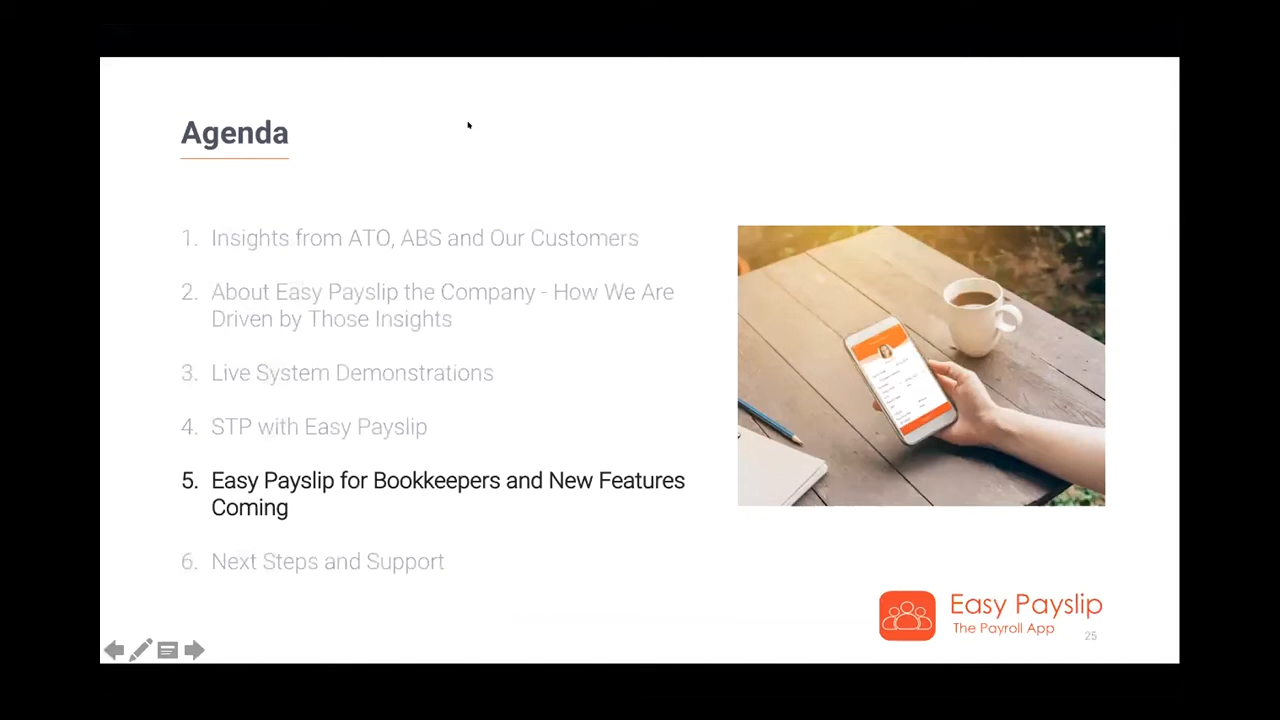 Agenda
1. Insights from ATO, ABS and Our Customers
2. About Easy Payslip the Company - How We Are
Driven by Those Insights
3. Live System Demonstrations
4. STP with Easy Payslip
5. Easy Payslip for Bookkeepers and New Features
Coming
6. Next Steps and Support
Easy Payslip
The Payroll App
25